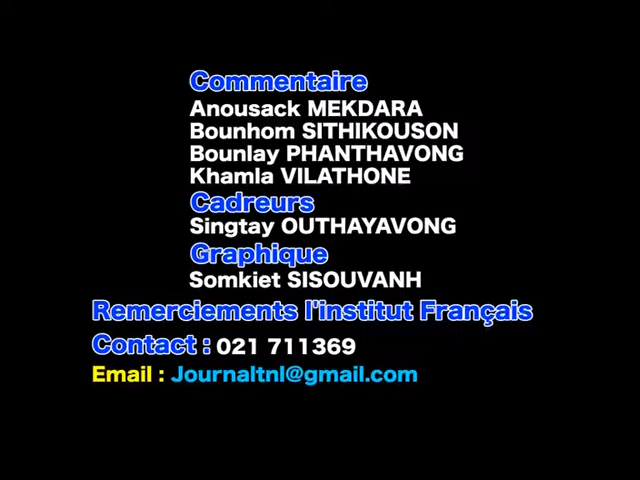 Commentaire
Anousack MEKDARA
Bounhom SITHIKOUSON
Bounlay PHANTHAVONG
Khamla VILATHONE
Cadreurs
Singtay OUTHAYAVONG
Graphique
Somkiet SISOUVANH
Remerciements l'institut Français
Contact : 021 711369
Email : Journaltnl@gmail.com